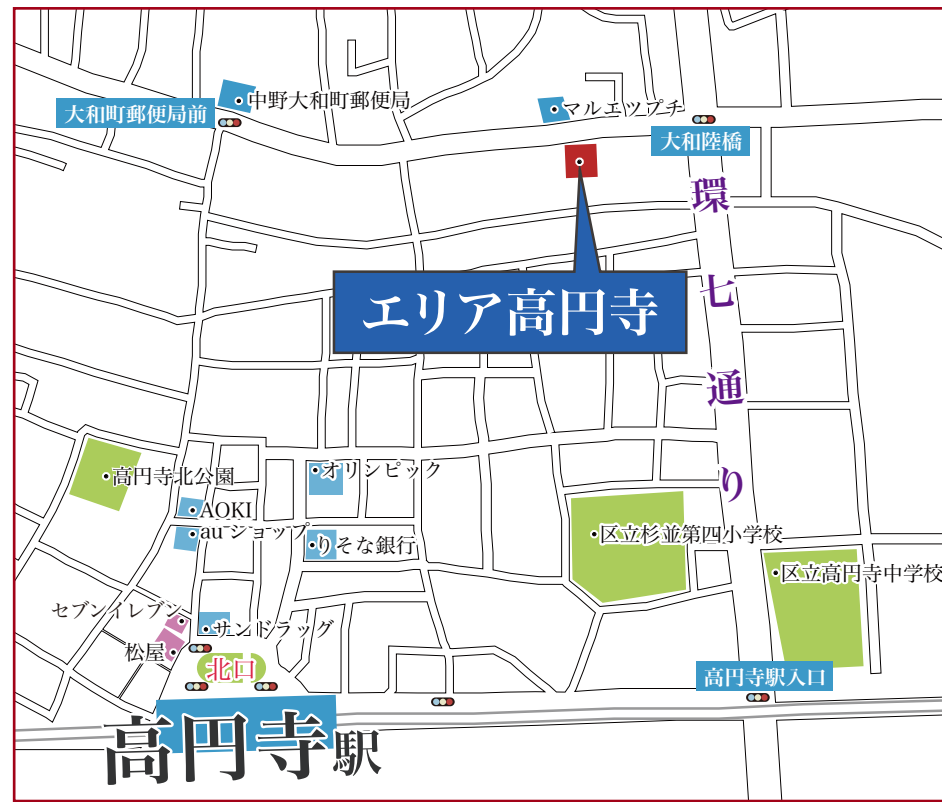 中野大和町郵便局
大和町郵便局前
マルエツプチ
大和陸橋
環七通り
エリア高円寺
高円寺北公園
オリンピック
AOKI
auショップ
りそな銀行
区立杉並第四小学校
区立高円寺中学校
セブンイレブン
サンドラッグ
松屋
北口
高円寺駅入口
高円寺駅